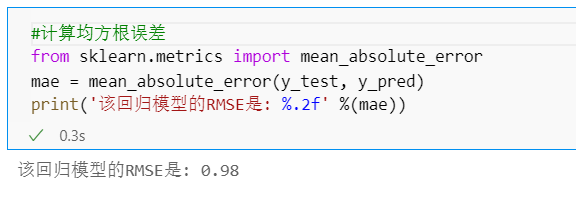 #计算均方根误差
from sklearn.metrics import mean_absolute_error
mae = mean_absolute_error(y_test, y_pred)
print('该回归模型的RMSE是: %.2f' %(mae))
0.3s
该回归模型的RMSE是: 0.98